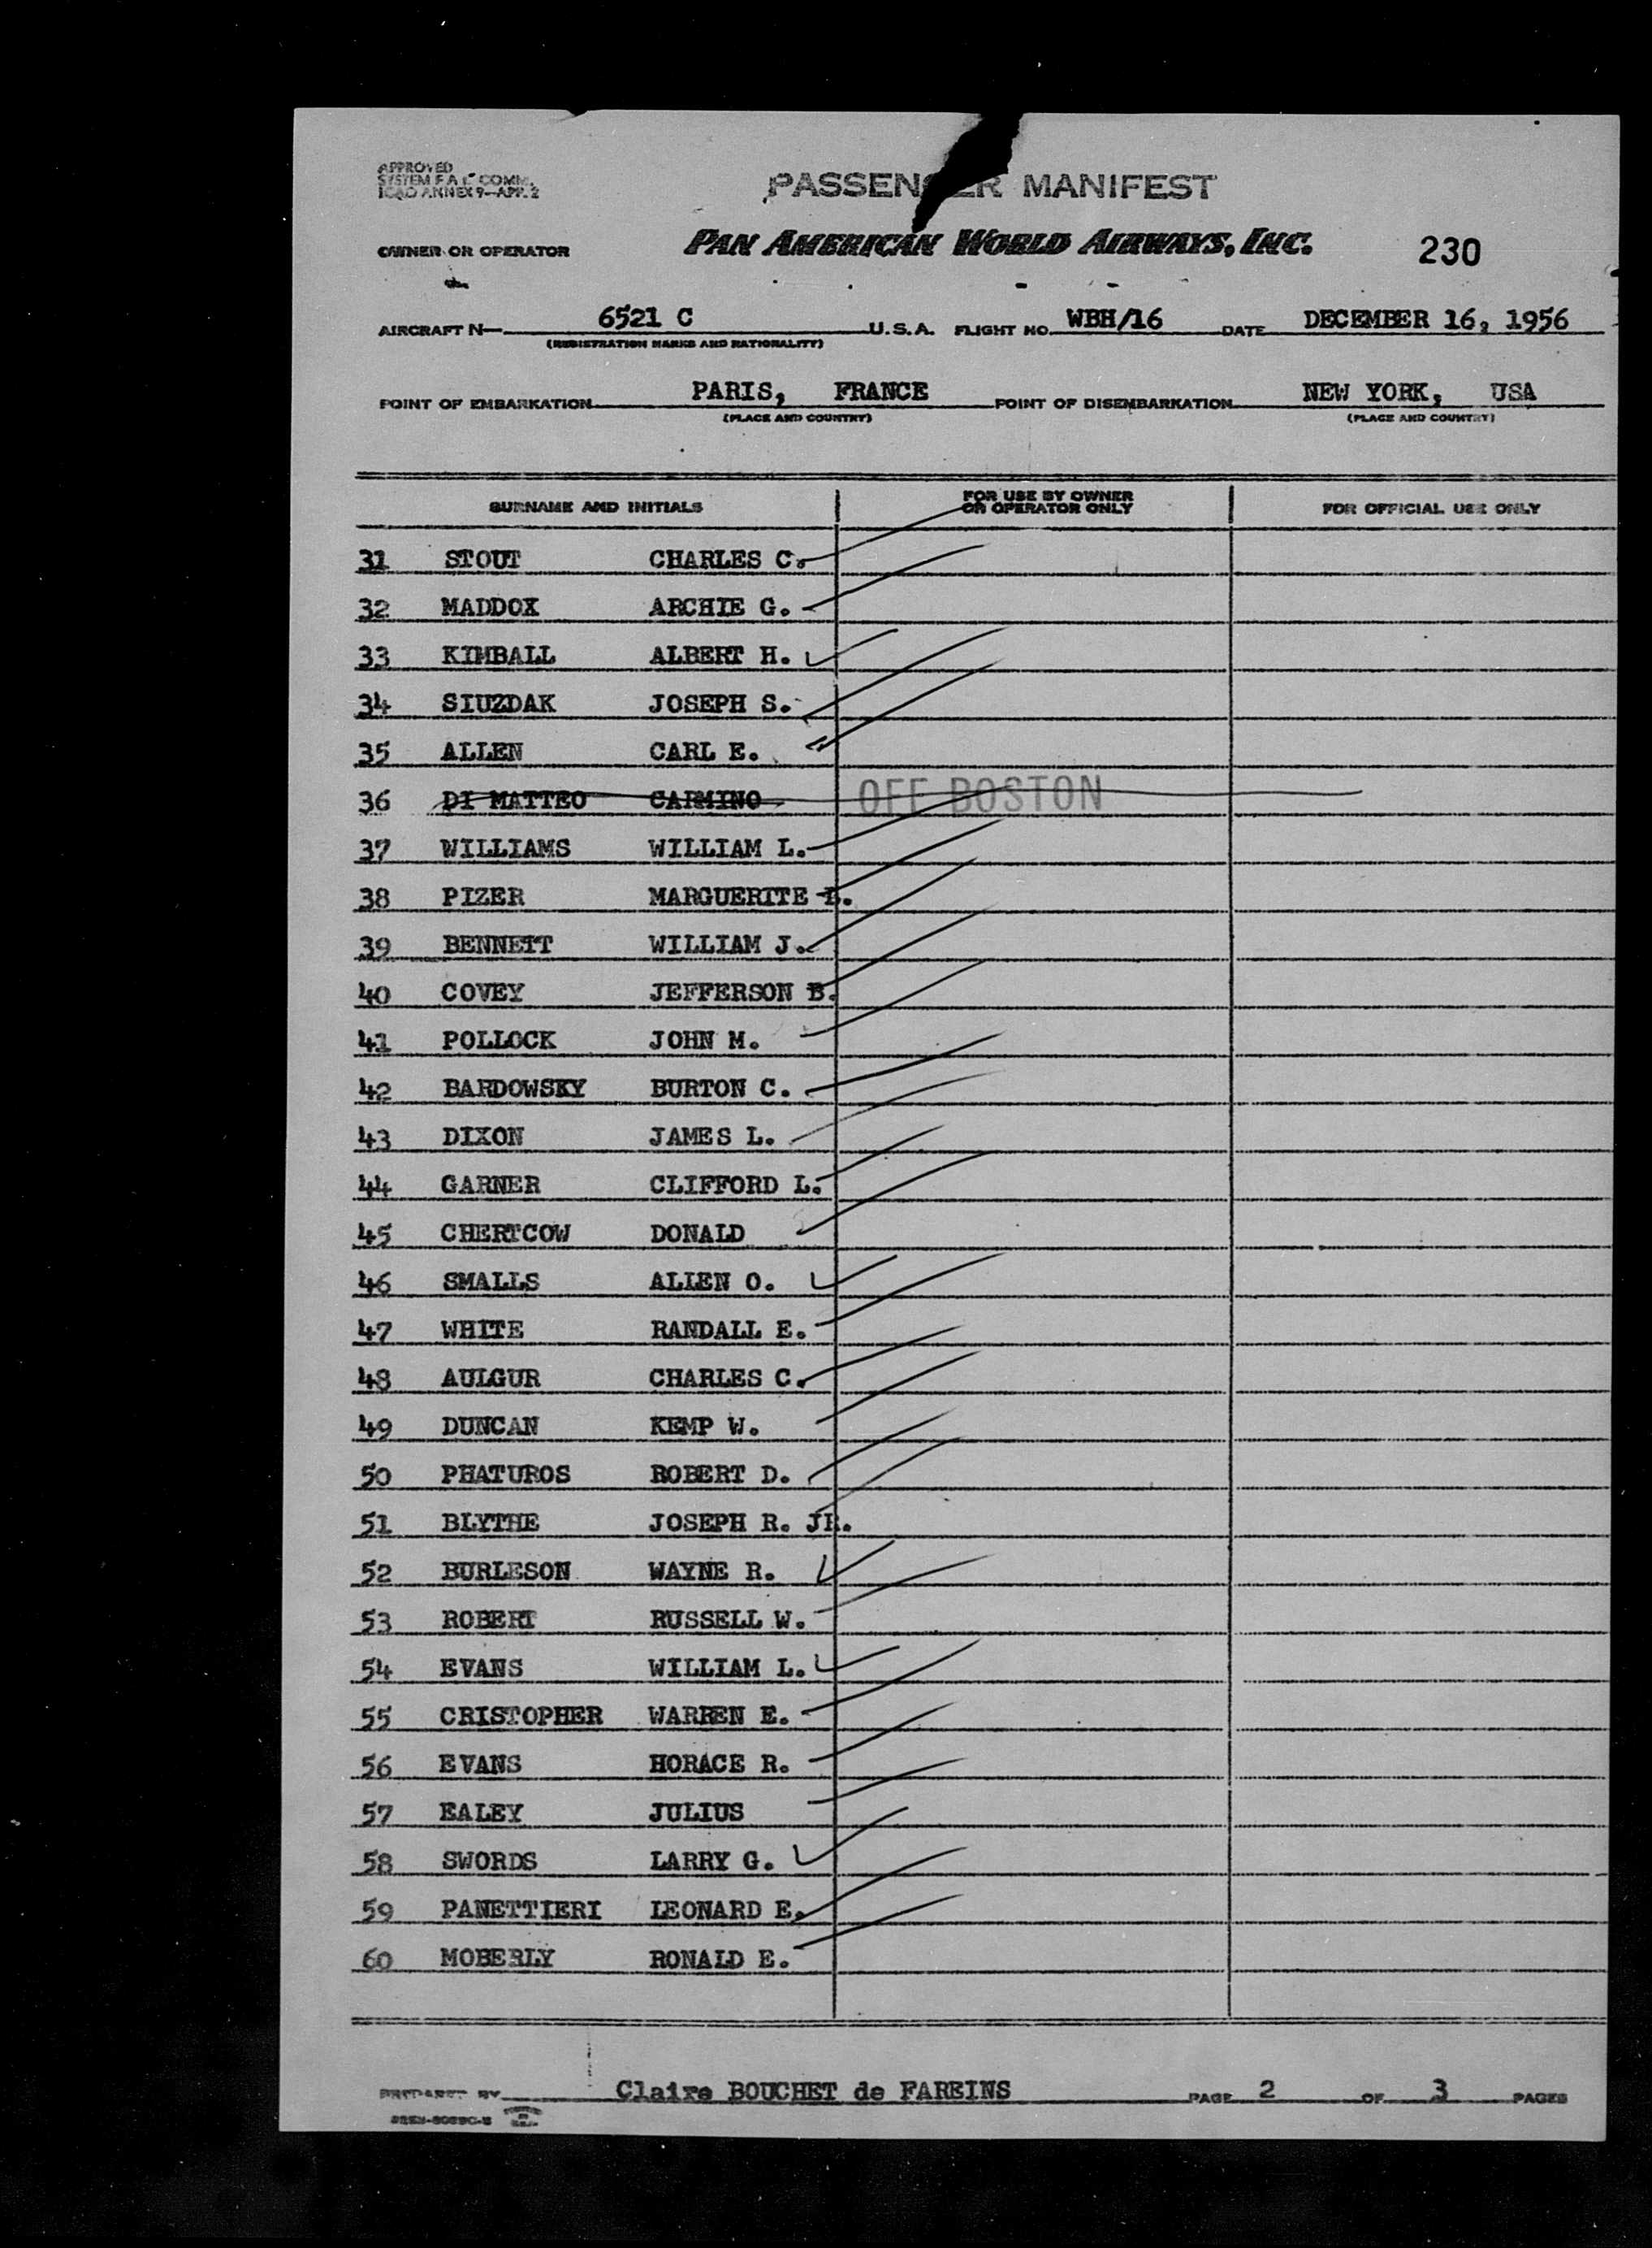 APPROVED
SYSTEM F.A.L. COMM.
ICAO ANNEX 9-APP. 2
PASSENGER MANIFEST
OWNER OR OPERATOR PAN AMERICAN WORLD AIRWAYS, INC. 230
AIRCRAFT N— 6521 C U.S.A. FLIGHT NO. WBH/16 DATE DECEMBER 16, 1956
(REGISTRATION MARKS AND NATIONALITY)
POINT OF EMBARKATION PARIS, FRANCE POINT OF DISEMBARKATION NEW YORK, USA
(PLACE AND COUNTRY) (PLACE AND COUNTRY)
SURNAME AND INITIALS FOR USE BY OWNER OR OPERATOR ONLY FOR OFFICIAL USE ONLY
31 STOUT CHARLES C.
32 MADDOX ARCHIE G.
33 KIMBALL ALBERT H.
34 SIUZDAK JOSEPH S.
35 ALLEN CARL E.
36 DI MATTEO CARMINO OFF BOSTON
37 WILLIAMS WILLIAM L.
38 PIZER MARGUERITE B.
39 BENNETT WILLIAM J.
40 COVEY JEFFERSON B.
41 POLLOCK JOHN M.
42 BARDOWSKY BURTON C.
43 DIXON JAMES L.
44 GARNER CLIFFORD L.
45 CHERTCOW DONALD
46 SMALLS ALLEN O.
47 WHITE RANDALL E.
48 AULGUR CHARLES C.
49 DUNCAN KEMP W.
50 PHATUROS ROBERT D.
51 BLYTHE JOSEPH R. JR.
52 BURLESON WAYNE R.
53 ROBERT RUSSELL W.
54 EVANS WILLIAM L.
55 CRISTOPHER WARREN E.
56 EVANS HORACE R.
57 EALEY JULIUS
58 SWORDS LARRY G.
59 PANETTIERI LEONARD E.
60 MOBERLY RONALD E.
PREPARED BY Claire BOUCHET de FAREINS PAGE 2 OF 3 PAGES